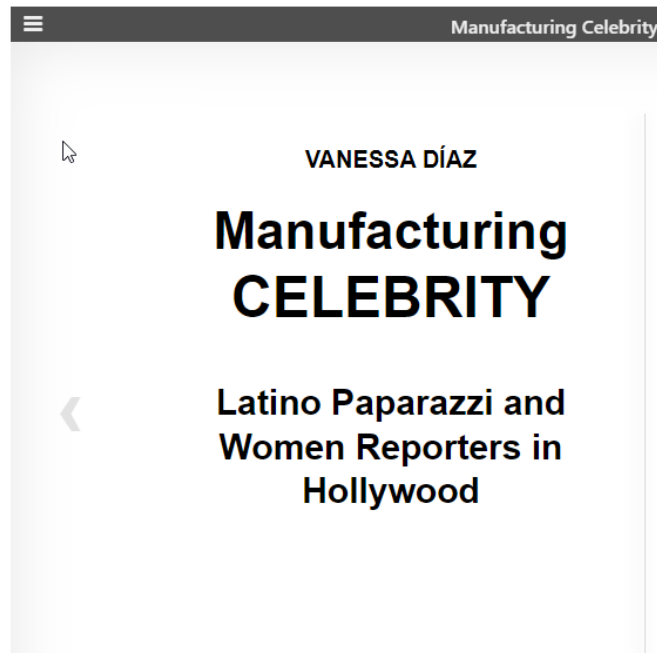 Manufacturing Celebrity
VANESSA DÍAZ
Manufacturing
CELEBRITY
Latino Paparazzi and
Women Reporters in
Hollywood